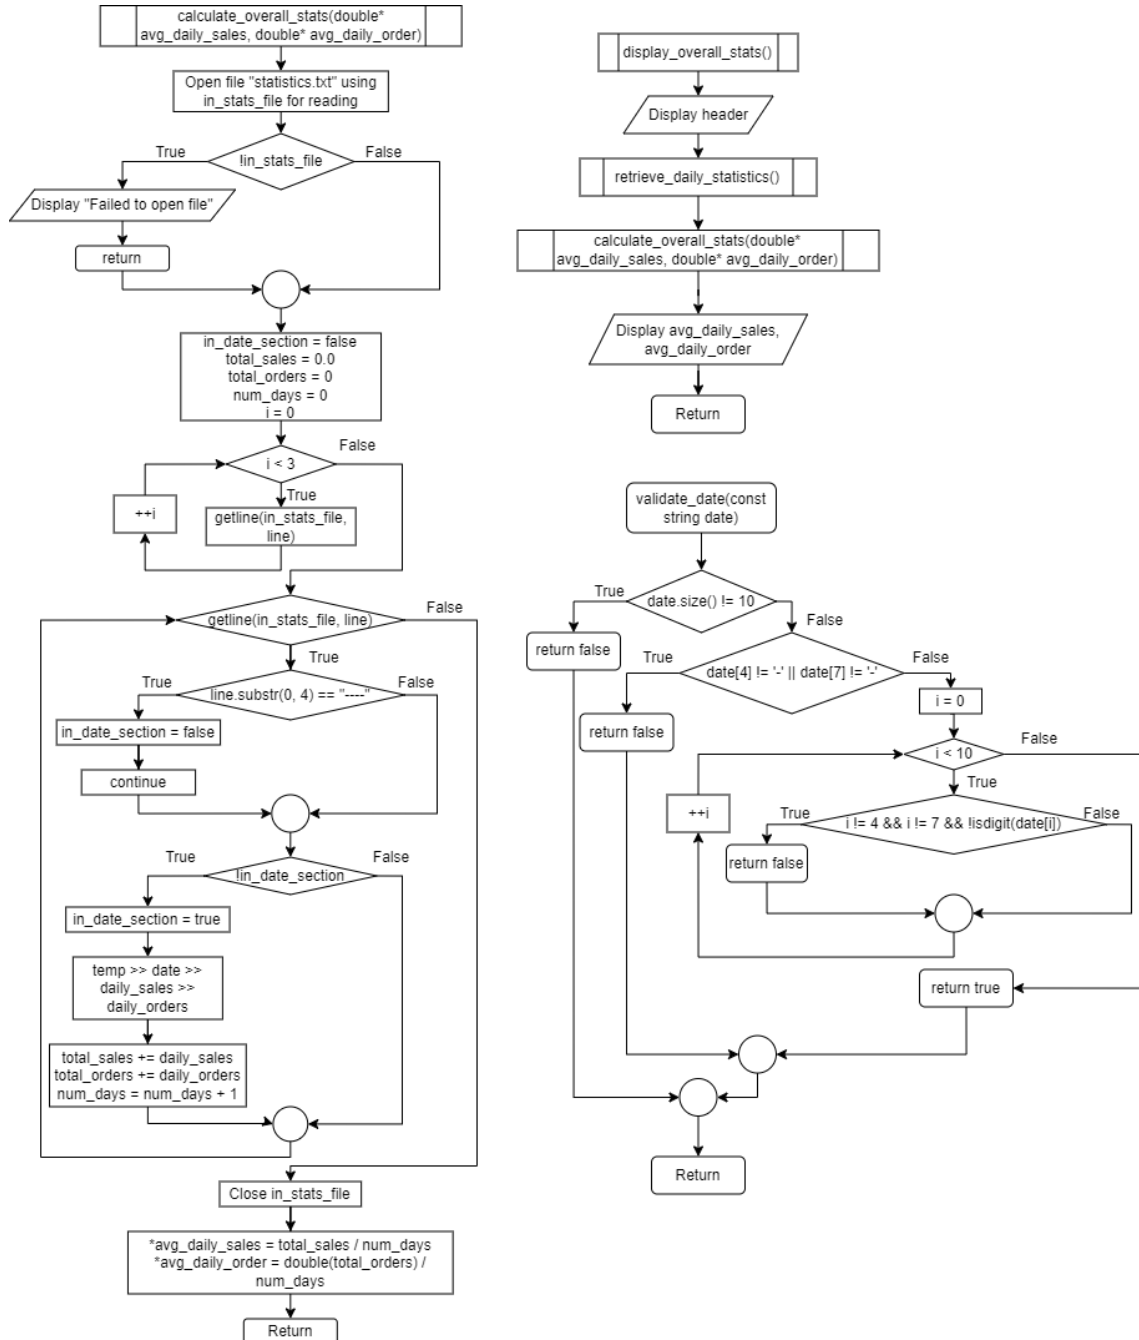 calculate_overall_stats(double*
avg_daily_sales, double* avg_daily_order)
Open file "statistics.txt" using
in_stats_file for reading
True
!in_stats_file
False
Display "Failed to open file"
return
in_date_section = false
total_sales = 0.0
total_orders = 0
num_days = 0
i = 0
False
i < 3
True
++i
getline(in_stats_file,
line)
getline(in_stats_file, line)
False
True
True
line.substr(0, 4) == "----"
False
in_date_section = false
continue
True
!in_date_section
False
in_date_section = true
temp >> date >>
daily_sales >>
daily_orders
total_sales += daily_sales
total_orders += daily_orders
num_days = num_days + 1
Close in_stats_file
*avg_daily_sales = total_sales / num_days
*avg_daily_order = double(total_orders) /
num_days
Return
display_overall_stats()
Display header
retrieve_daily_statistics()
calculate_overall_stats(double*
avg_daily_sales, double* avg_daily_order)
Display avg_daily_sales,
avg_daily_order
Return
validate_date(const
string date)
True
date.size() != 10
False
return false
True
date[4] != '-' || date[7] != '-'
False
return false
i = 0
i < 10
False
True
++i
True
i != 4 && i != 7 && !isdigit(date[i])
False
return false
return true
Return